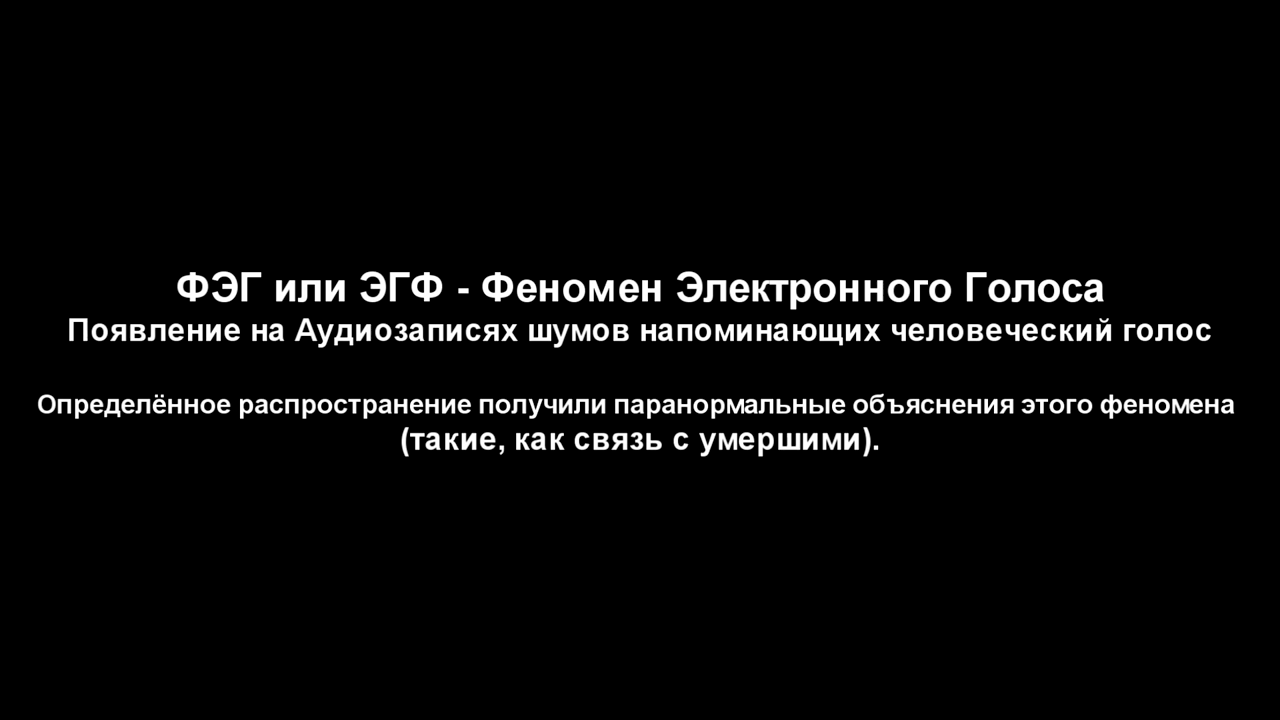 ФЭГ или ЭГФ - Феномен Электронного Голоса
Появление на Аудиозаписях шумов напоминающих человеческий голос
Определённое распространение получили паранормальные объяснения этого феномена
(такие, как связь с умершими).